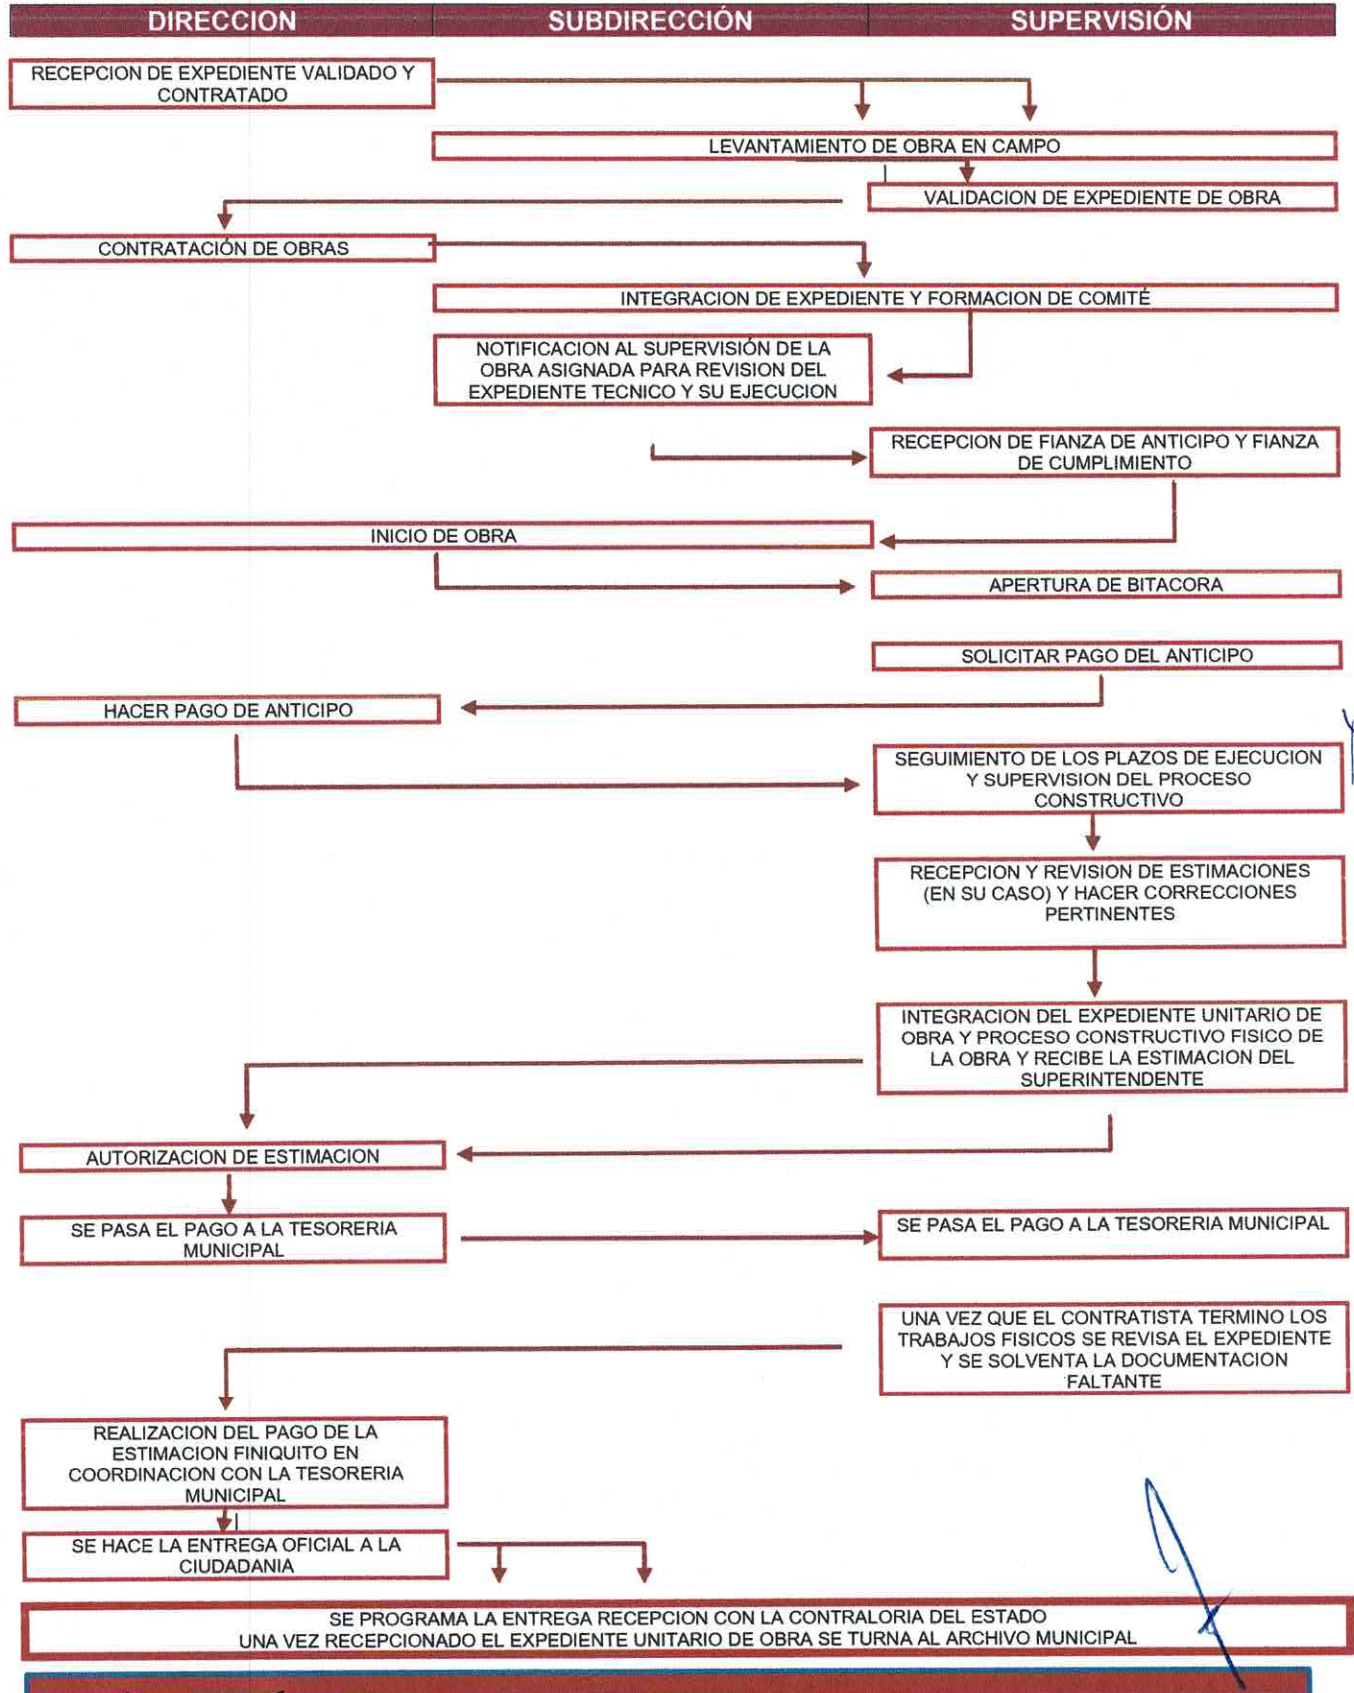 DIRECCION
SUBDIRECCIÓN
SUPERVISIÓN
RECEPCION DE EXPEDIENTE VALIDADO Y
CONTRATADO
LEVANTAMIENTO DE OBRA EN CAMPO
VALIDACION DE EXPEDIENTE DE OBRA
CONTRATACIÓN DE OBRAS
INTEGRACION DE EXPEDIENTE Y FORMACION DE COMITÉ
NOTIFICACION AL SUPERVISIÓN DE LA
OBRA ASIGNADA PARA REVISION DEL
EXPEDIENTE TECNICO Y SU EJECUCION
RECEPCION DE FIANZA DE ANTICIPO Y FIANZA
DE CUMPLIMIENTO
INICIO DE OBRA
APERTURA DE BITACORA
SOLICITAR PAGO DEL ANTICIPO
HACER PAGO DE ANTICIPO
SEGUIMIENTO DE LOS PLAZOS DE EJECUCION
Y SUPERVISION DEL PROCESO
CONSTRUCTIVO
RECEPCION Y REVISION DE ESTIMACIONES
(EN SU CASO) Y HACER CORRECCIONES
PERTINENTES
INTEGRACION DEL EXPEDIENTE UNITARIO DE
OBRA Y PROCESO CONSTRUCTIVO FISICO DE
LA OBRA Y RECIBE LA ESTIMACION DEL
SUPERINTENDENTE
AUTORIZACION DE ESTIMACION
SE PASA EL PAGO A LA TESORERIA
MUNICIPAL
SE PASA EL PAGO A LA TESORERIA MUNICIPAL
UNA VEZ QUE EL CONTRATISTA TERMINO LOS
TRABAJOS FISICOS SE REVISA EL EXPEDIENTE
Y SE SOLVENTA LA DOCUMENTACION
FALTANTE
REALIZACION DEL PAGO DE LA
ESTIMACION FINIQUITO EN
COORDINACION CON LA TESORERIA
MUNICIPAL
SE HACE LA ENTREGA OFICIAL A LA
CIUDADANIA
SE PROGRAMA LA ENTREGA RECEPCION CON LA CONTRALORIA DEL ESTADO
UNA VEZ RECEPCIONADO EL EXPEDIENTE UNITARIO DE OBRA SE TURNA AL ARCHIVO MUNICIPAL